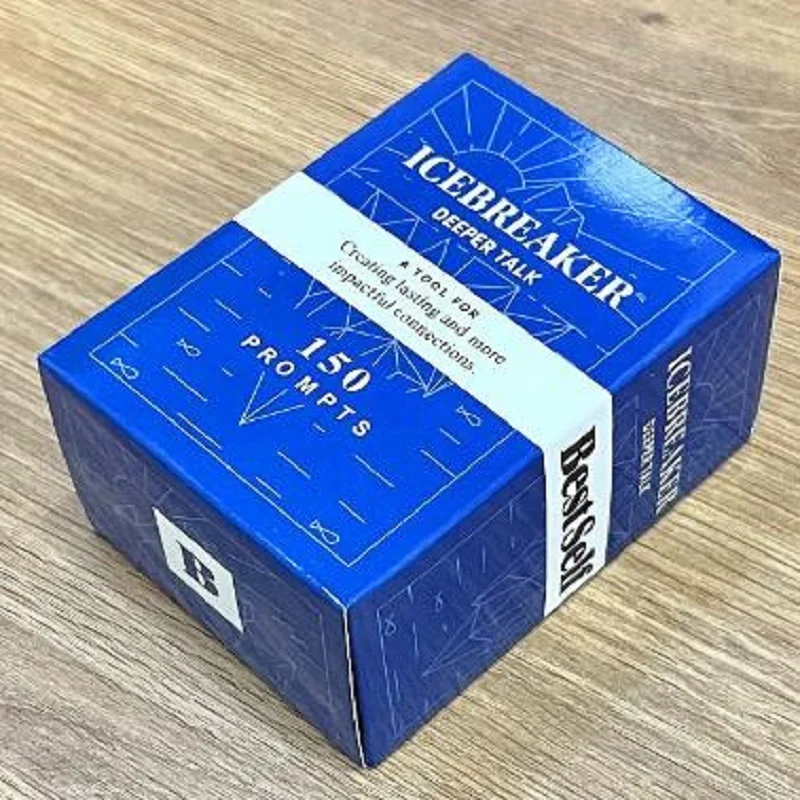 ICEBREAKER
DEEPER TALK
A TOOL FOR
Creating lasting and more
impactful connections.
150
PROMPTS
B
BestSelf
ICEBREAKER
DEEPER TALK